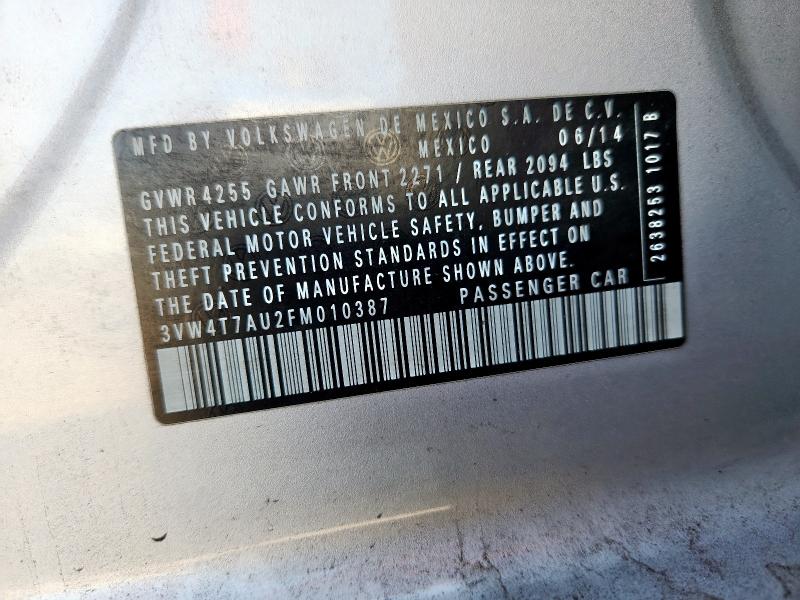 MFD BY VOLKSWAGEN DE MEXICO S.A. DE C.V.
MEXICO 06/14
GVWR 4255 GAWR FRONT 2271 / REAR 2094 LBS
THIS VEHICLE CONFORMS TO ALL APPLICABLE U.S.
FEDERAL MOTOR VEHICLE SAFETY, BUMPER AND
THEFT PREVENTION STANDARDS IN EFFECT ON
THE DATE OF MANUFACTURE SHOWN ABOVE.
3VW4T7AU2FM010387 PASSENGER CAR
2638263 1017 B